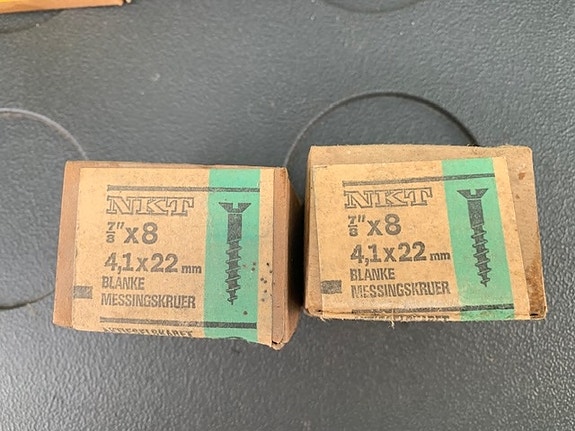 NKT
7/8" x 8
4,1 x 22 mm
BLANKE
MESSINGSKRUER
AKTIESELSKABET
NKT
7/8" x 8
4,1 x 22 mm
BLANKE
MESSINGSKRUER